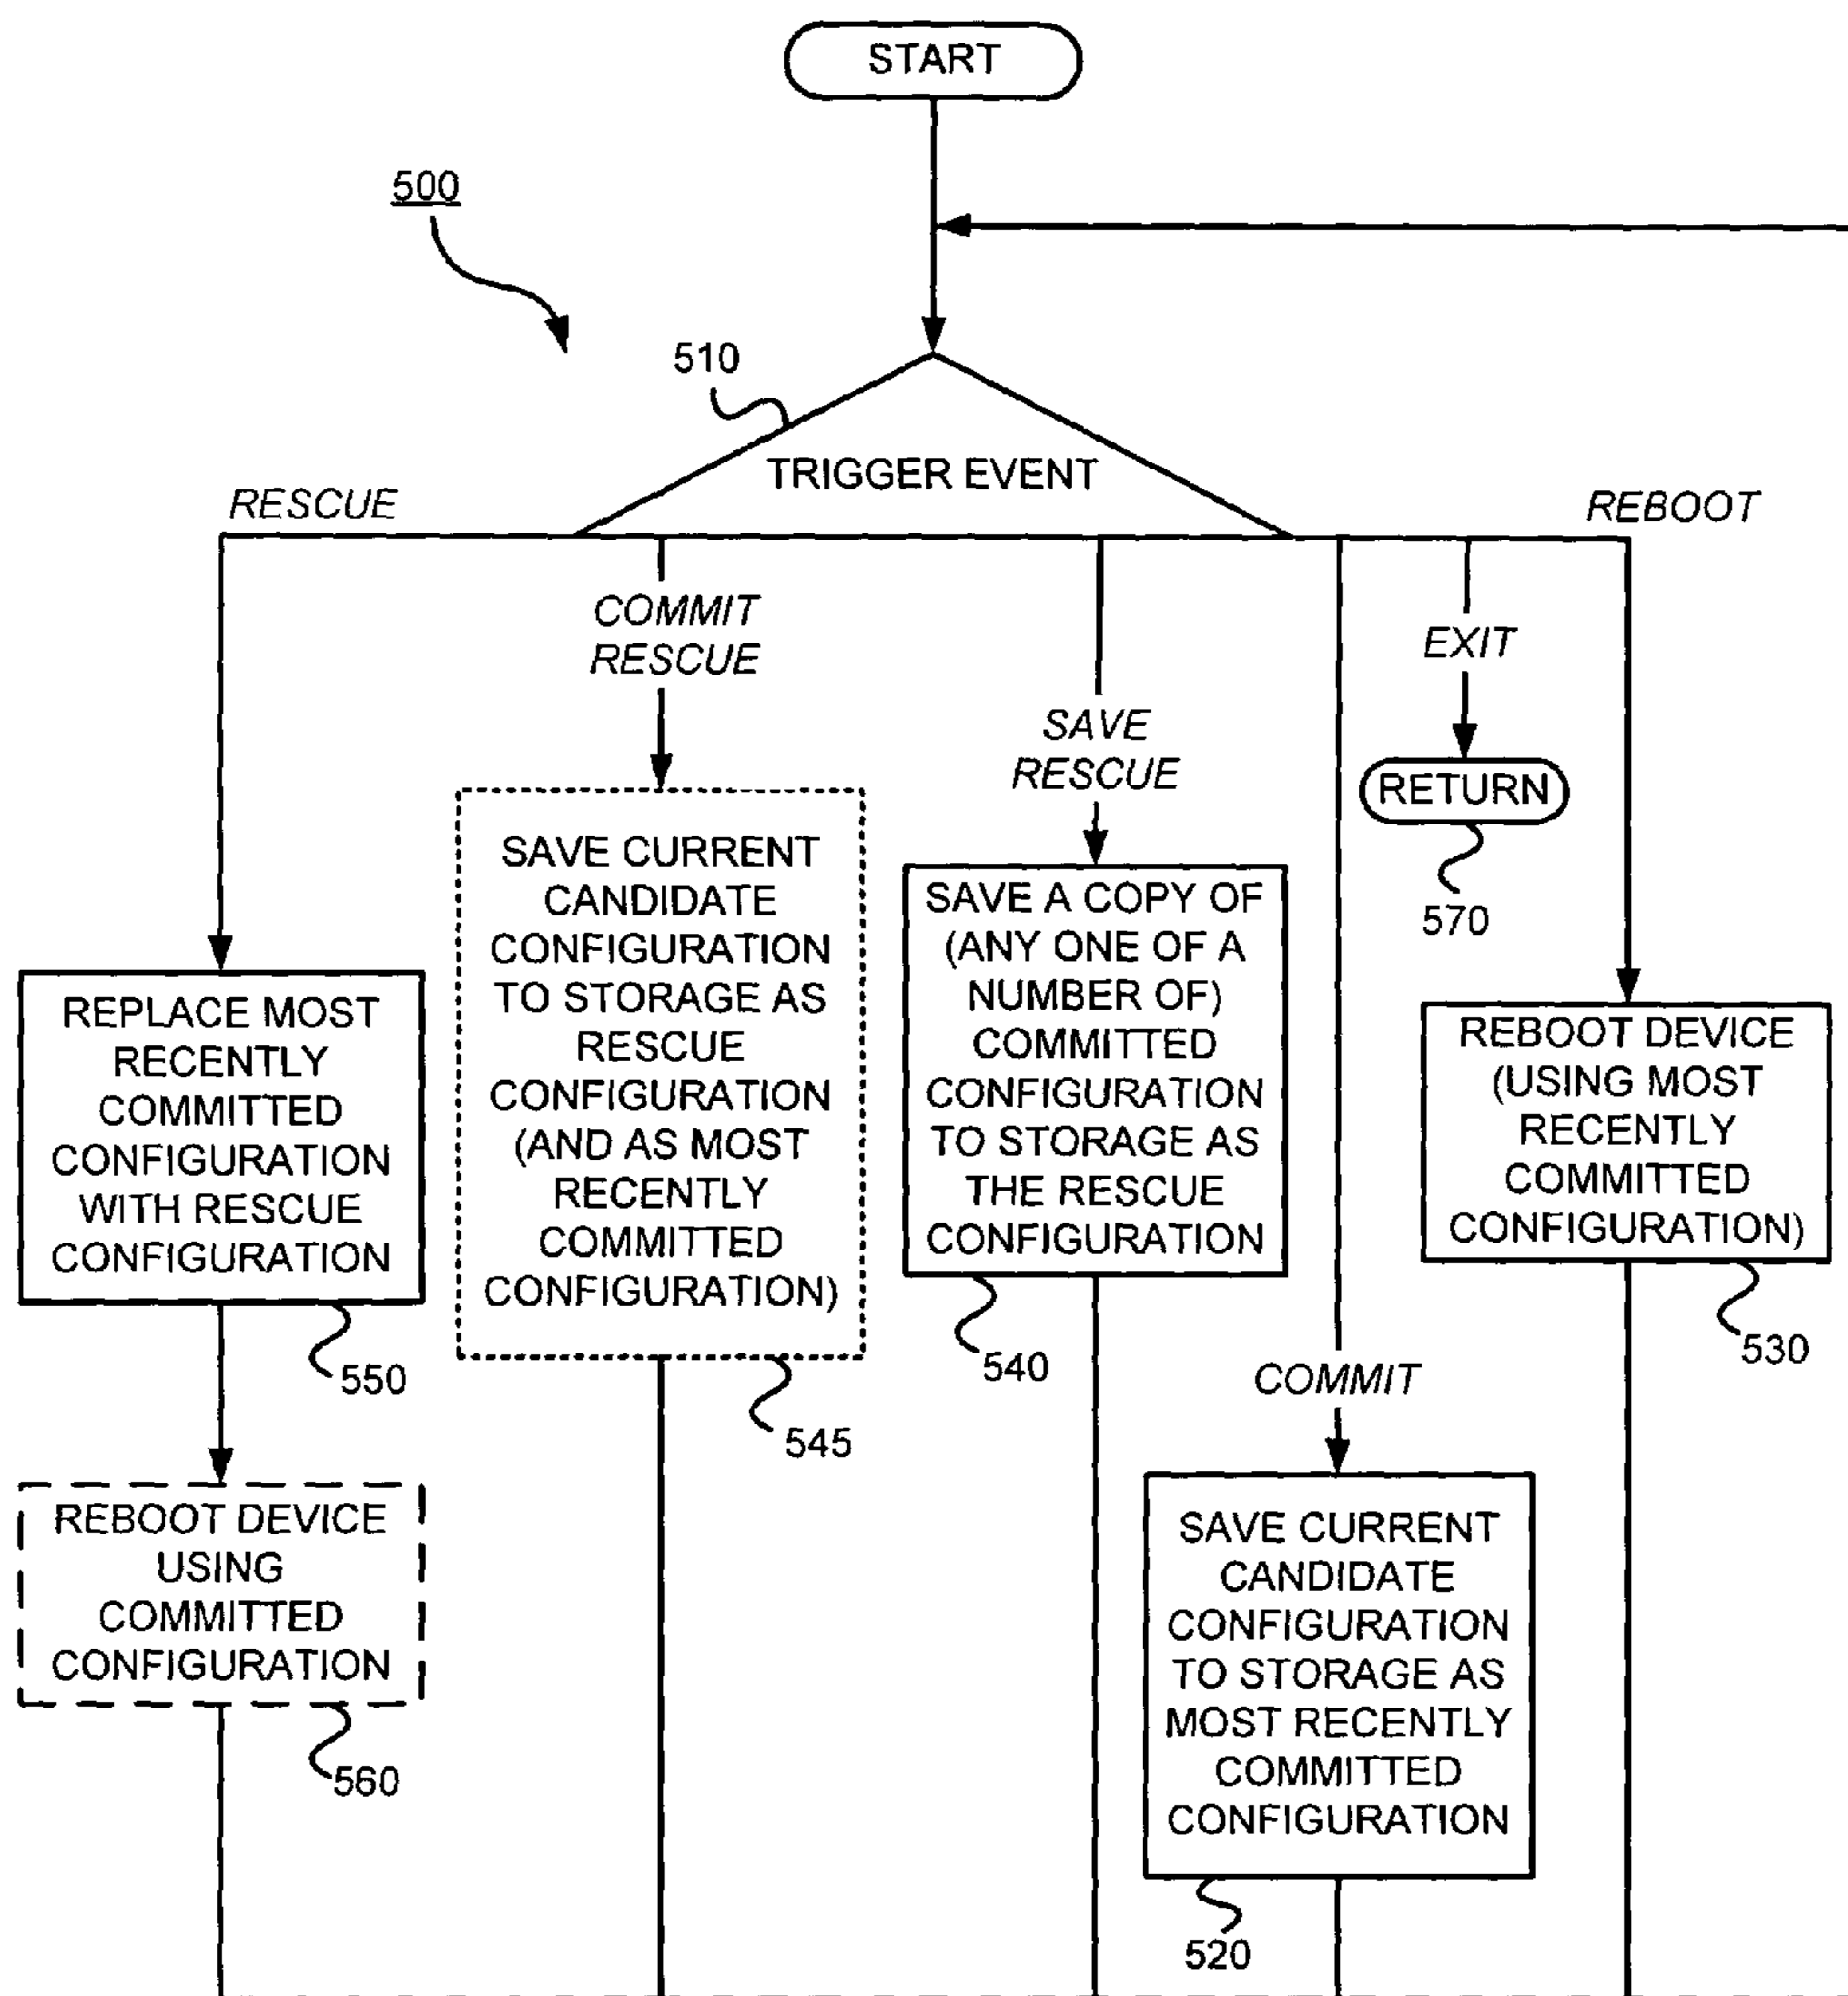 START
500
510
TRIGGER EVENT
RESCUE
REBOOT
COMMIT
RESCUE
EXIT
SAVE
RESCUE
RETURN
570
SAVE CURRENT
CANDIDATE
CONFIGURATION
TO STORAGE AS
RESCUE
CONFIGURATION
(AND AS MOST
RECENTLY
COMMITTED
CONFIGURATION)
545
SAVE A COPY OF
(ANY ONE OF A
NUMBER OF)
COMMITTED
CONFIGURATION
TO STORAGE AS
THE RESCUE
CONFIGURATION
540
REPLACE MOST
RECENTLY
COMMITTED
CONFIGURATION
WITH RESCUE
CONFIGURATION
550
REBOOT DEVICE
(USING MOST
RECENTLY
COMMITTED
CONFIGURATION)
530
COMMIT
REBOOT DEVICE
USING
COMMITTED
CONFIGURATION
560
SAVE CURRENT
CANDIDATE
CONFIGURATION
TO STORAGE AS
MOST RECENTLY
COMMITTED
CONFIGURATION
520